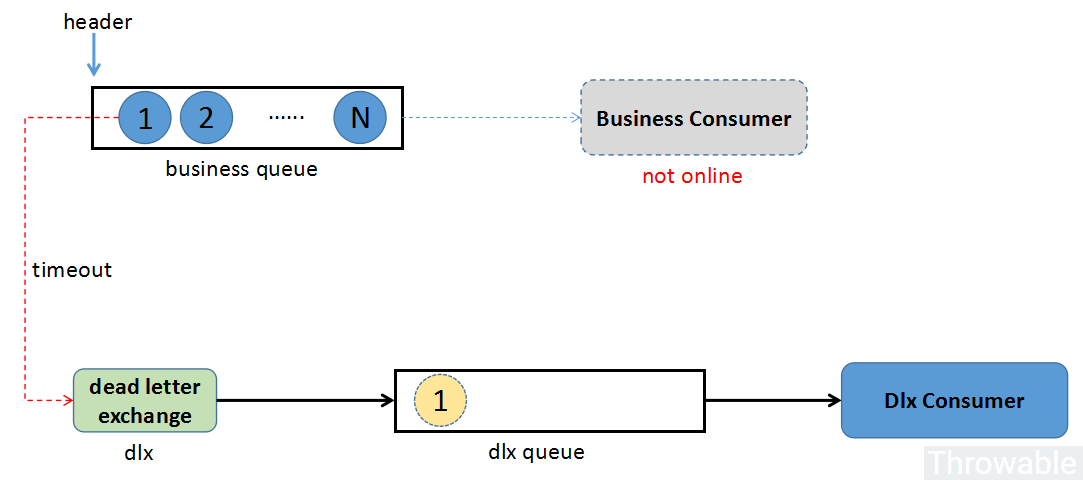 header
1
2
......
N
Business Consumer
business queue
not online
timeout
dead letter
exchange
1
Dlx Consumer
dlx
dlx queue
Throwable